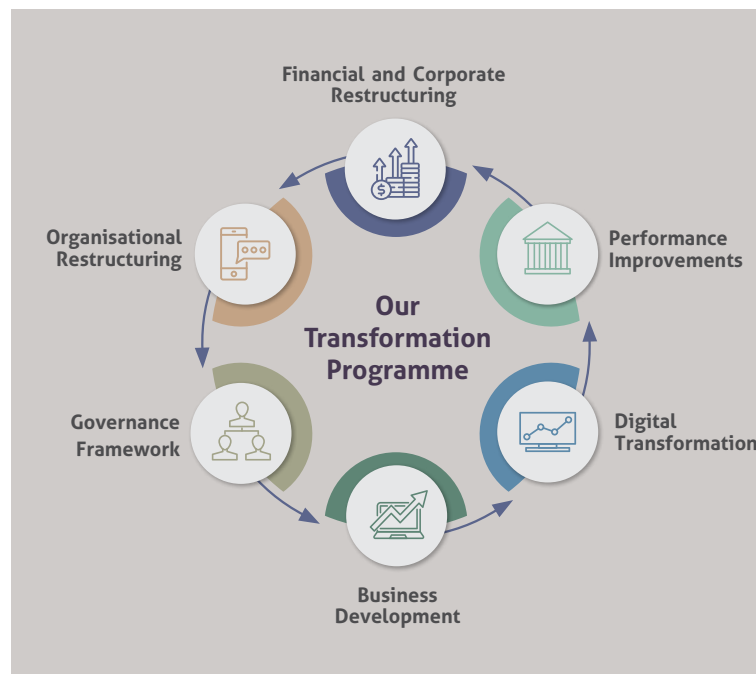 Financial and Corporate
Restructuring
Organisational
Restructuring
Performance
Improvements
Our
Transformation
Programme
Governance
Framework
Digital
Transformation
Business
Development
$